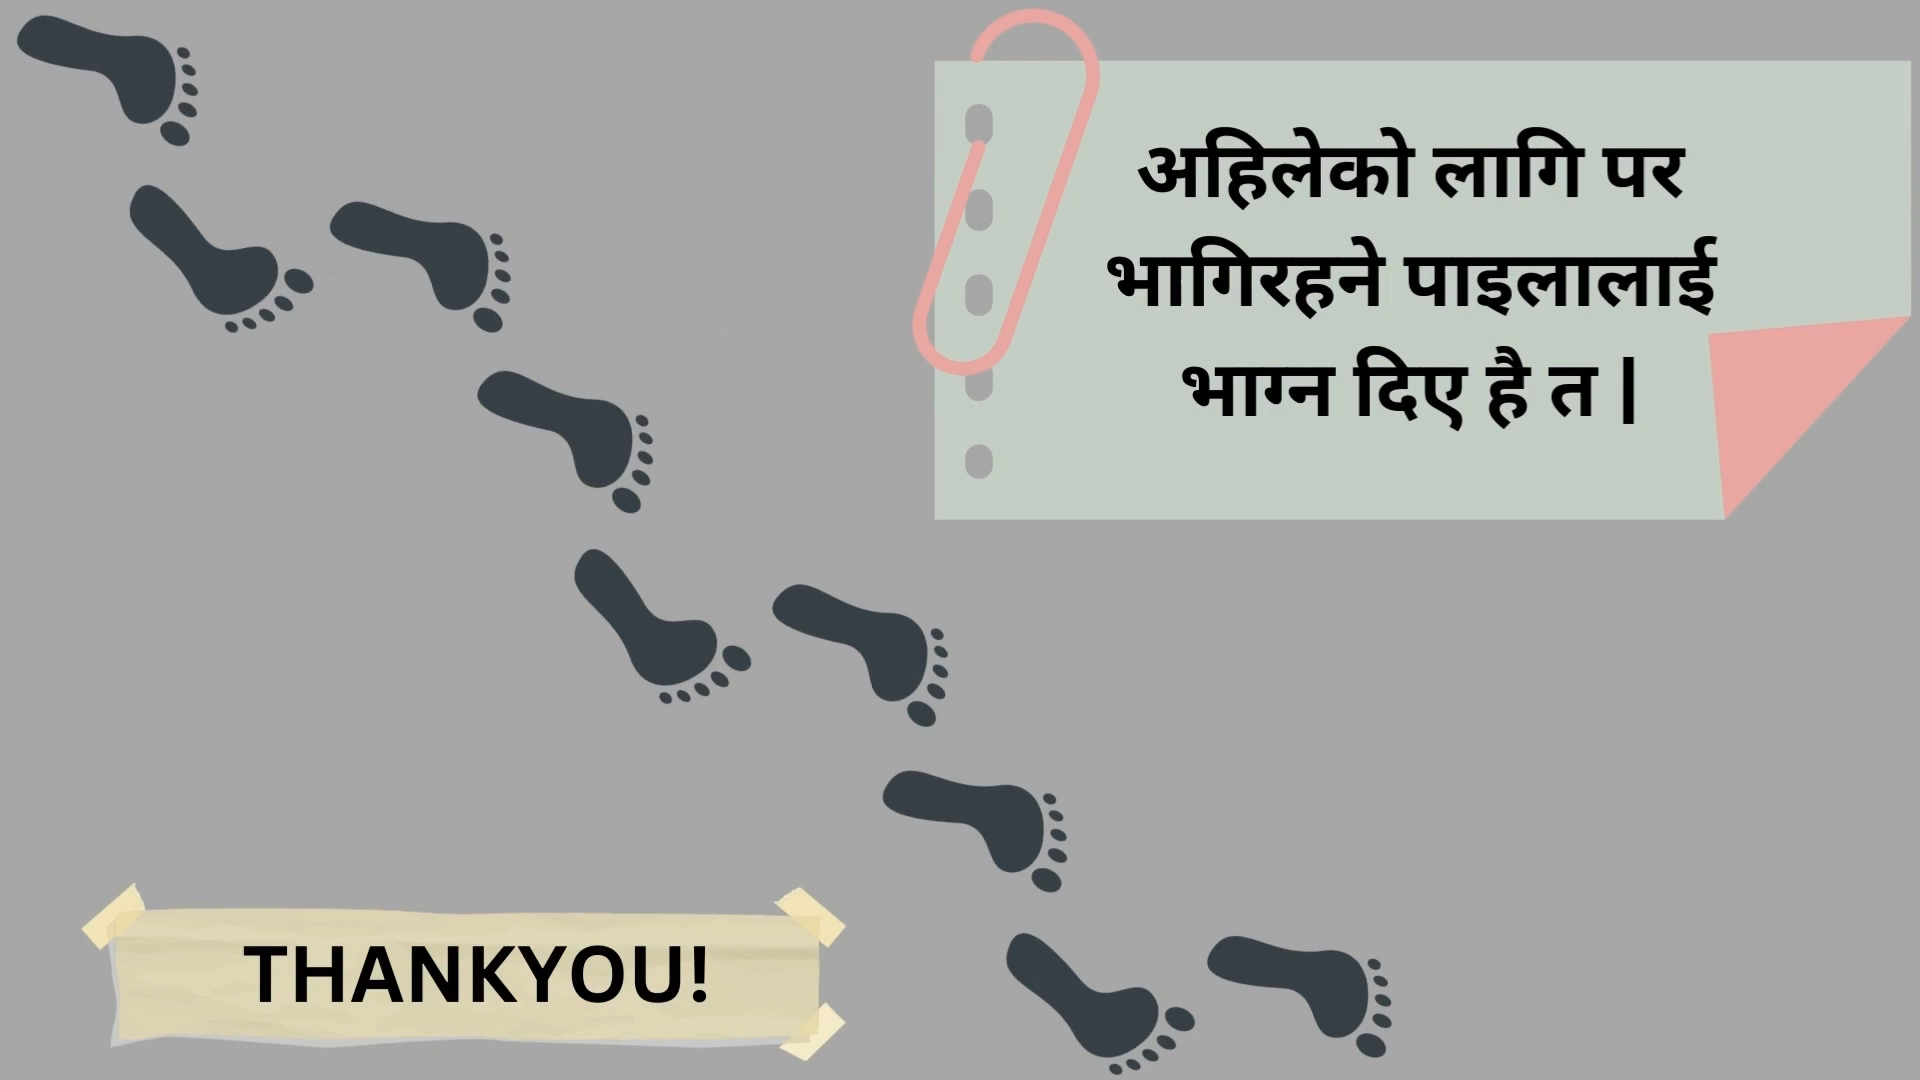 अहिलेको लागि पर
भागिरहने पाइलालाई
भाग्न दिए है त |
THANKYOU!